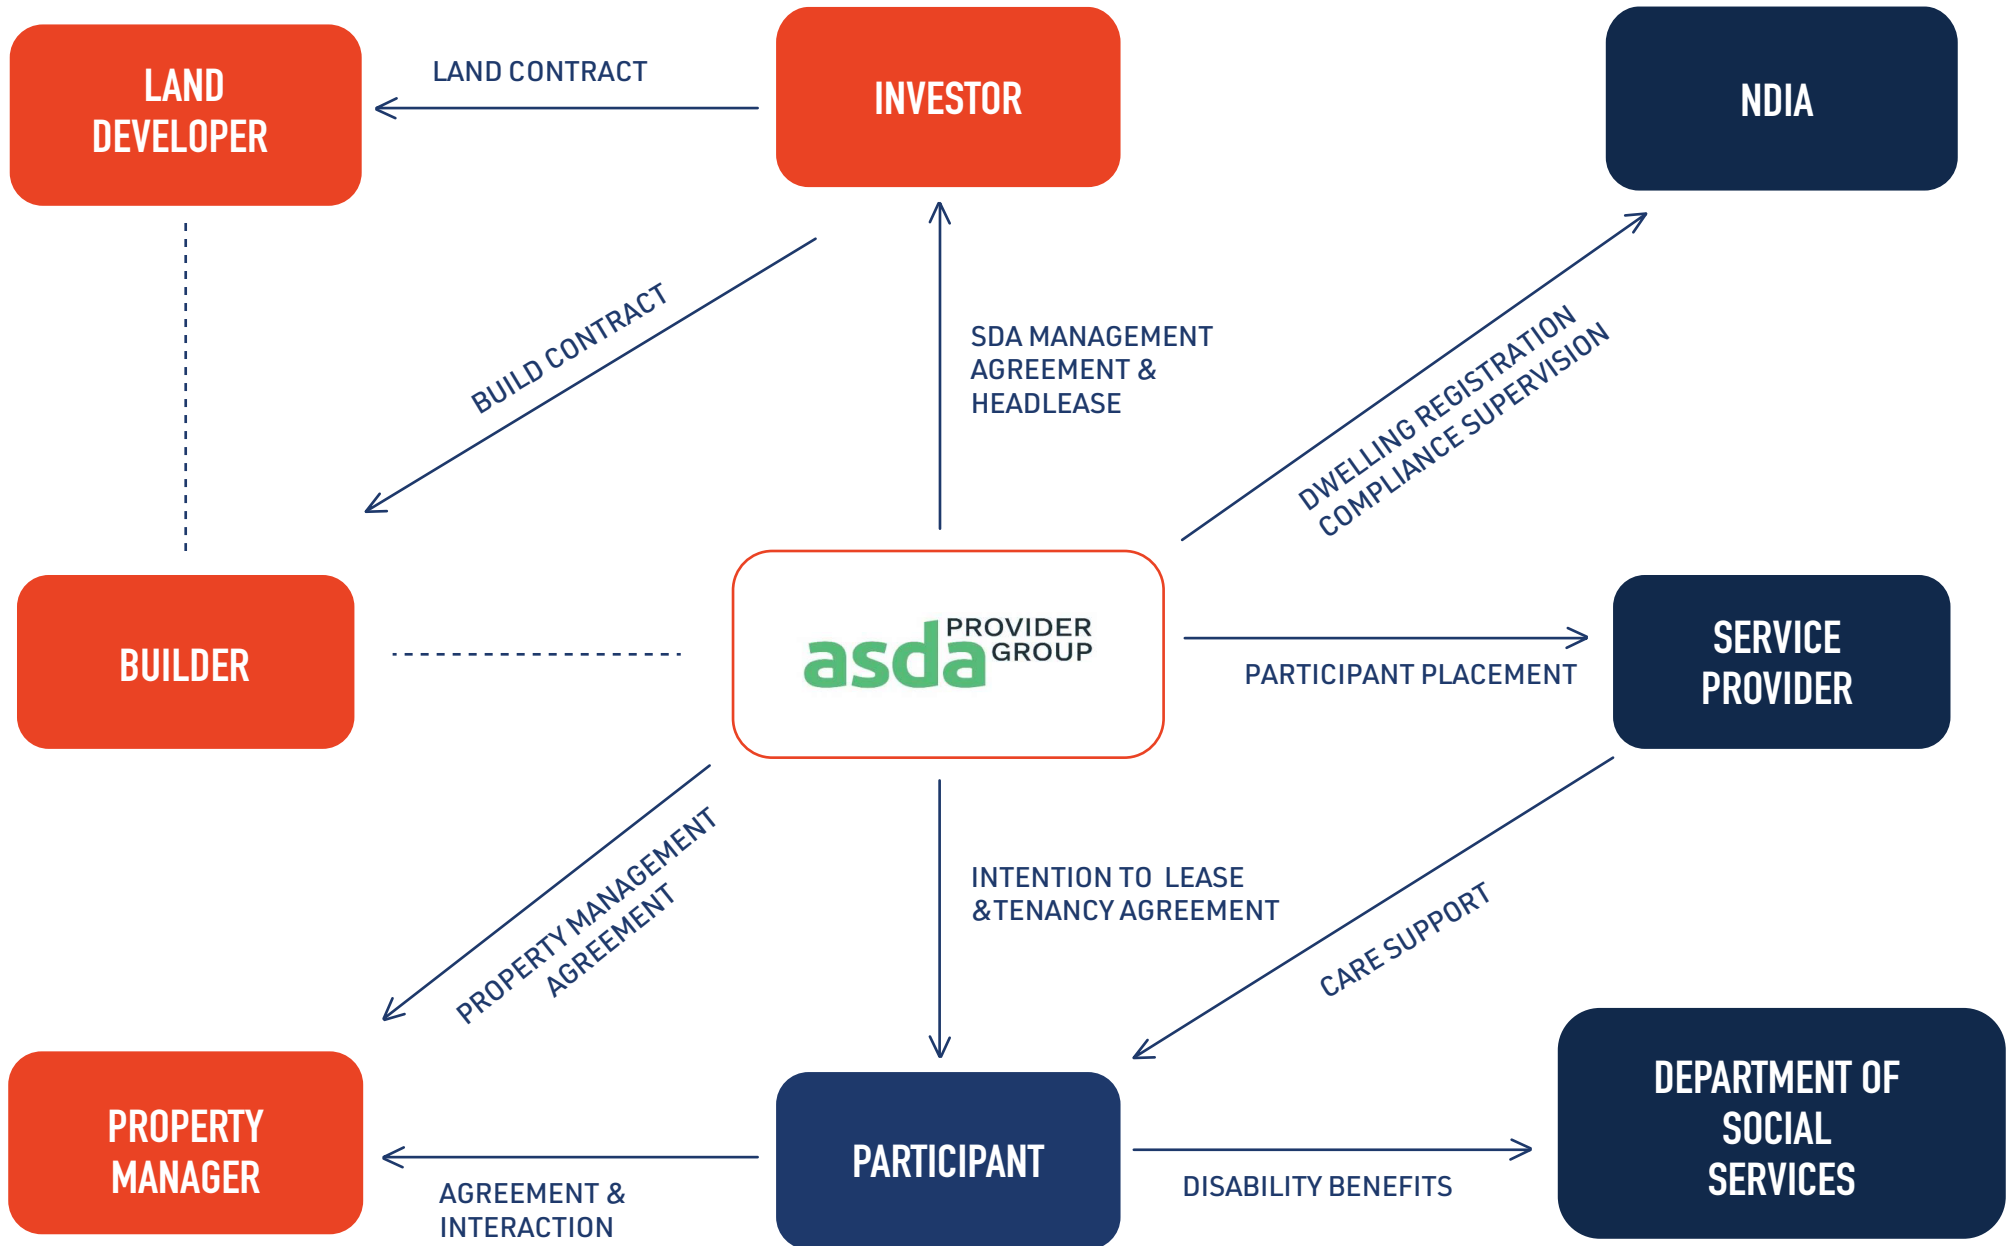 LAND
DEVELOPER
LAND CONTRACT
INVESTOR
NDIA
BUILD CONTRACT
SDA MANAGEMENT
AGREEMENT &
HEADLEASE
DWELLING REGISTRATION
COMPLIANCE SUPERVISION
BUILDER
asda PROVIDER
GROUP
PARTICIPANT PLACEMENT
SERVICE
PROVIDER
PROPERTY MANAGEMENT
AGREEMENT
INTENTION TO LEASE
&TENANCY AGREEMENT
CARE SUPPORT
PROPERTY
MANAGER
AGREEMENT &
INTERACTION
PARTICIPANT
DISABILITY BENEFITS
DEPARTMENT OF
SOCIAL
SERVICES